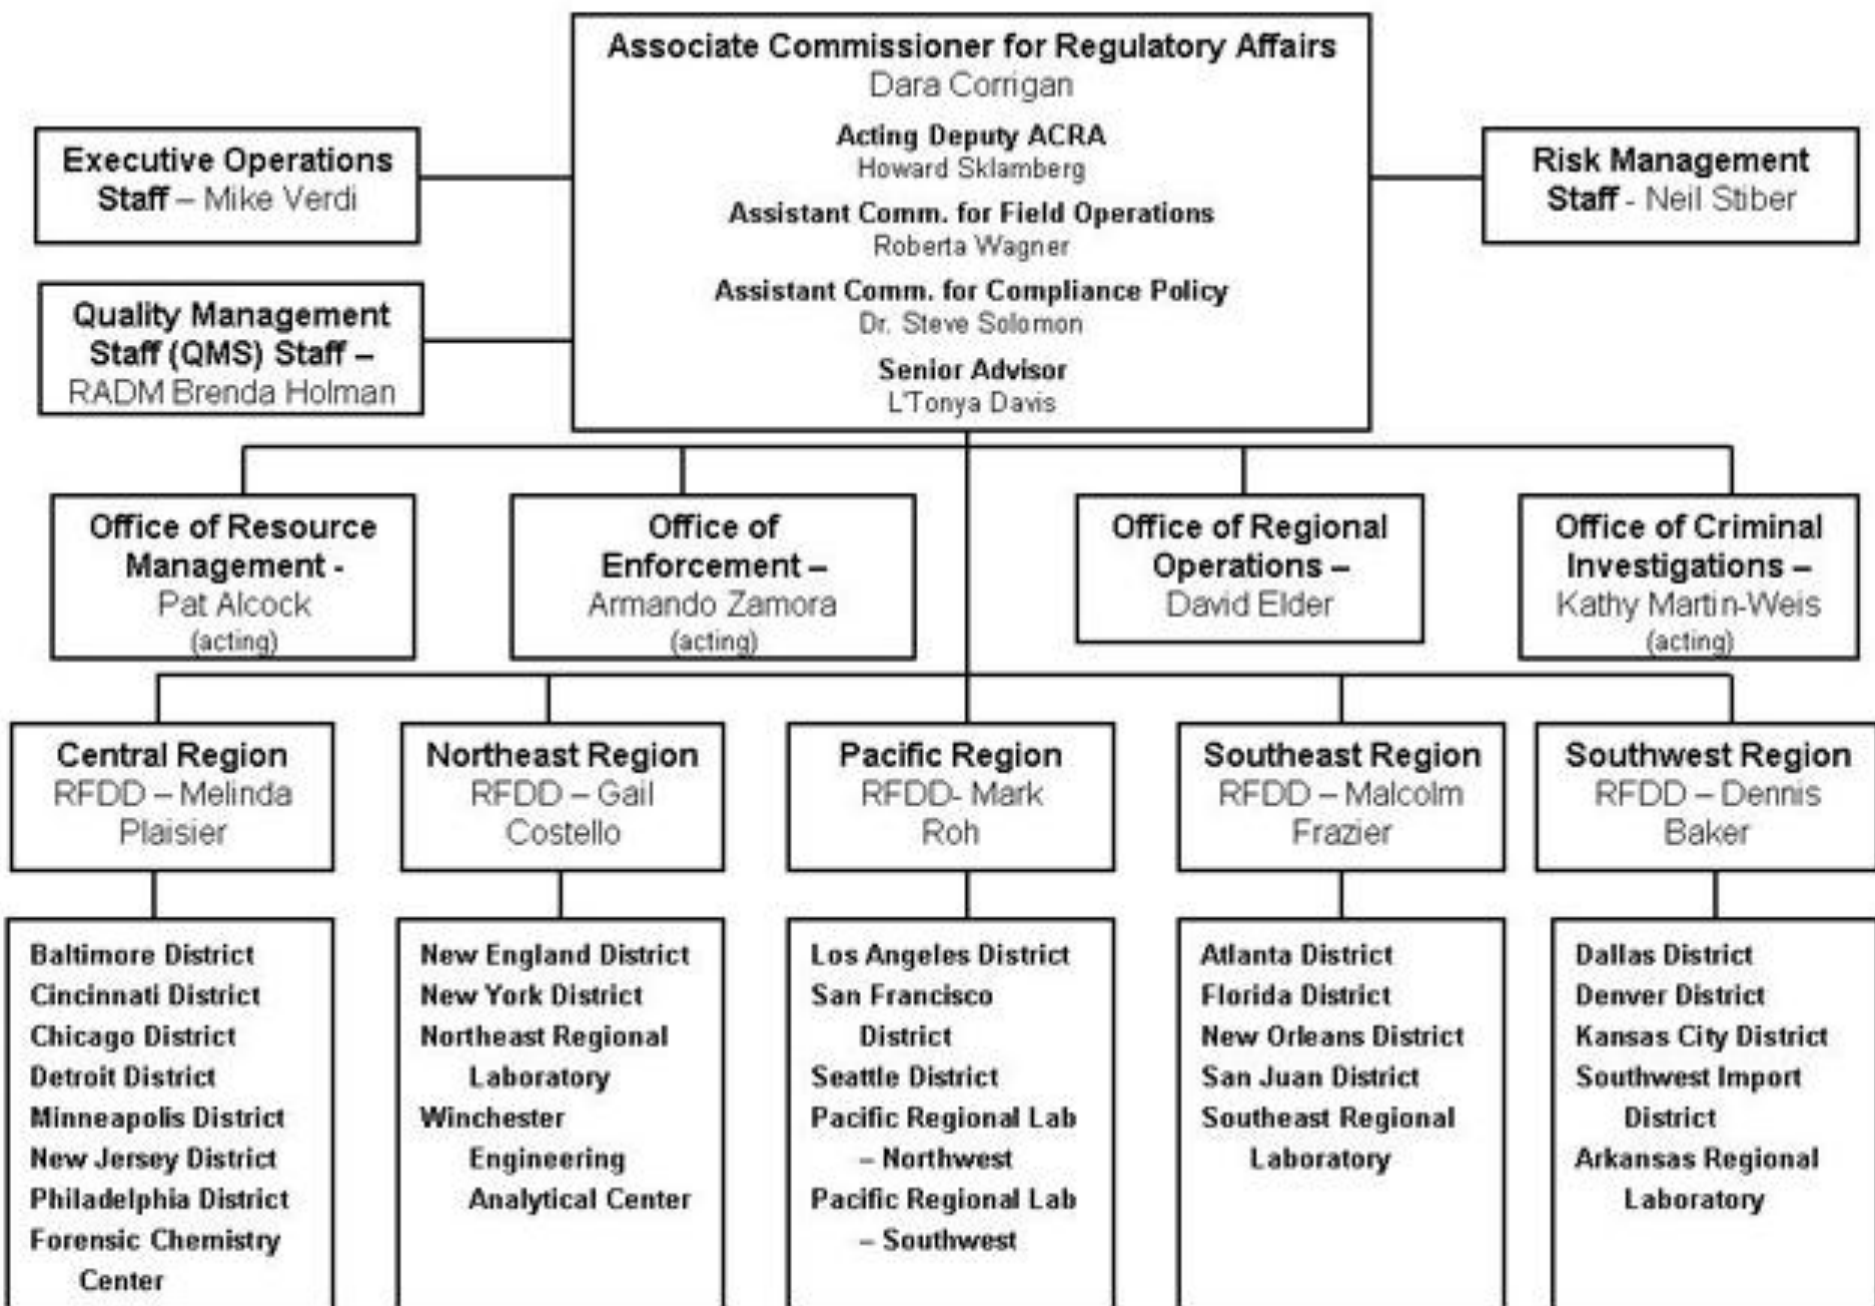 Associate Commissioner for Regulatory Affairs
Dara Corrigan
Acting Deputy ACRA
Howard Sklamberg
Assistant Comm. for Field Operations
Roberta Wagner
Assistant Comm. for Compliance Policy
Dr. Steve Solomon
Senior Advisor
L'Tonya Davis
Executive Operations
Staff – Mike Verdi
Quality Management
Staff (QMS) Staff –
RADM Brenda Holman
Risk Management
Staff - Neil Stiber
Office of Resource
Management -
Pat Alcock
(acting)
Office of
Enforcement –
Armando Zamora
(acting)
Office of Regional
Operations –
David Elder
Office of Criminal
Investigations –
Kathy Martin-Weis
(acting)
Central Region
RFDD – Melinda
Plaisier
Northeast Region
RFDD – Gail
Costello
Pacific Region
RFDD- Mark
Roh
Southeast Region
RFDD – Malcolm
Frazier
Southwest Region
RFDD – Dennis
Baker
Baltimore District
Cincinnati District
Chicago District
Detroit District
Minneapolis District
New Jersey District
Philadelphia District
Forensic Chemistry
Center
New England District
New York District
Northeast Regional
Laboratory
Winchester
Engineering
Analytical Center
Los Angeles District
San Francisco
District
Seattle District
Pacific Regional Lab
– Northwest
Pacific Regional Lab
– Southwest
Atlanta District
Florida District
New Orleans District
San Juan District
Southeast Regional
Laboratory
Dallas District
Denver District
Kansas City District
Southwest Import
District
Arkansas Regional
Laboratory